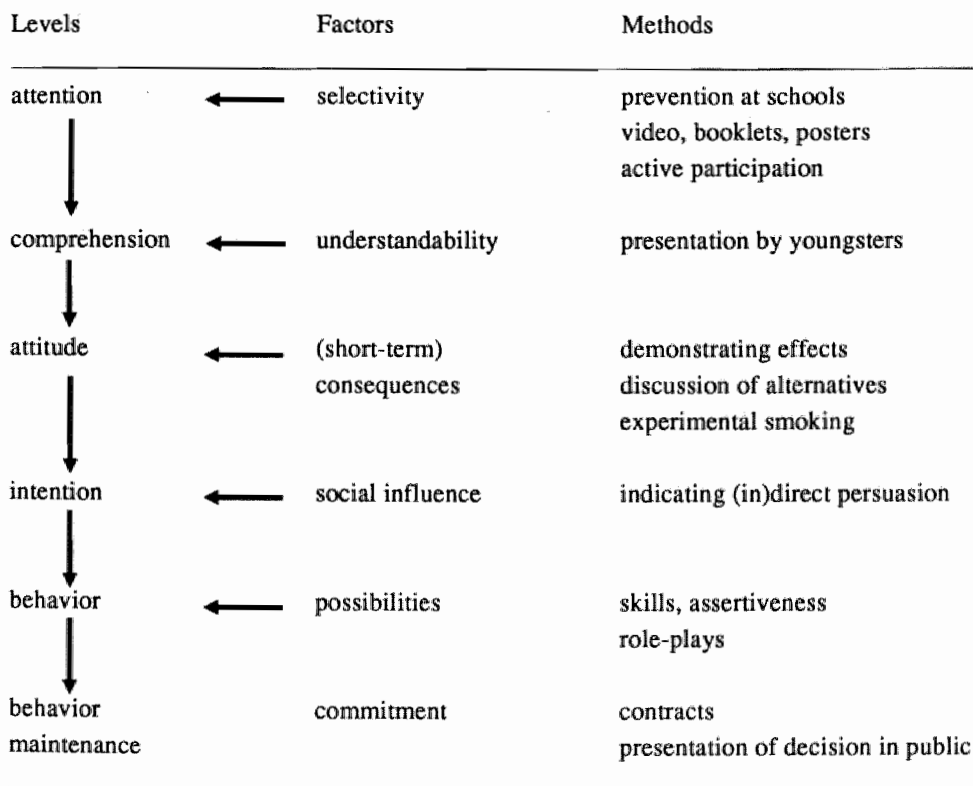 Levels Factors Methods
attention selectivity prevention at schools
video, booklets, posters
active participation
comprehension understandability presentation by youngsters
attitude (short-term) demonstrating effects
consequences discussion of alternatives
experimental smoking
intention social influence indicating (in)direct persuasion
behavior possibilities skills, assertiveness
role-plays
behavior commitment contracts
maintenance presentation of decision in public